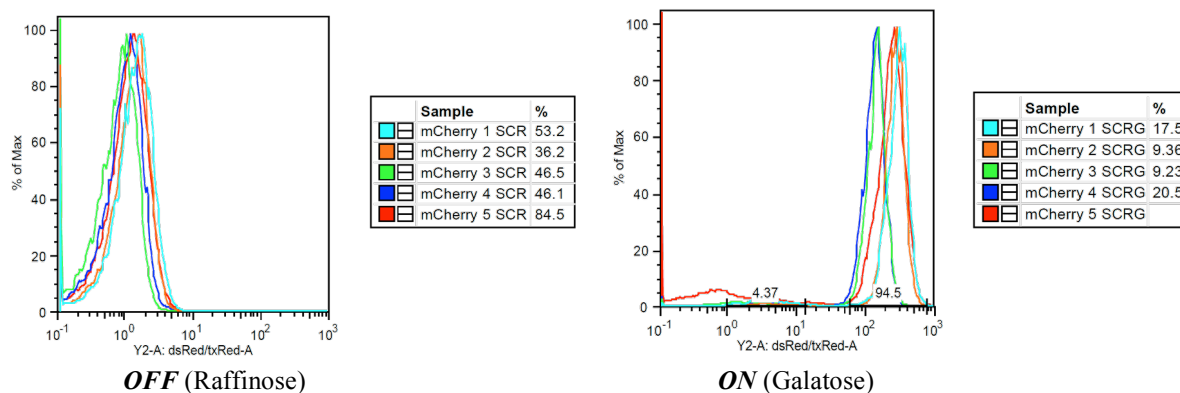 100
80
60
40
20
0
% of Max
10-1 100 101 102 103
Y2-A: dsRed/txRed-A
OFF (Raffinose)
Sample %
mCherry 1 SCR 53.2
mCherry 2 SCR 36.2
mCherry 3 SCR 46.5
mCherry 4 SCR 46.1
mCherry 5 SCR 84.5
100
80
60
40
20
0
% of Max
4.37 94.5
10-1 100 101 102 103
Y2-A: dsRed/txRed-A
ON (Galatose)
Sample %
mCherry 1 SCRG 17.5
mCherry 2 SCRG 9.36
mCherry 3 SCRG 9.23
mCherry 4 SCRG 20.5
mCherry 5 SCRG